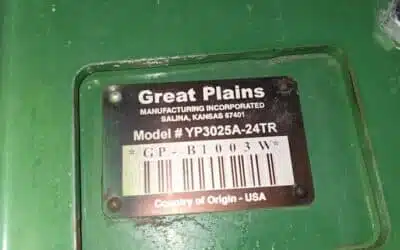 Great Plains
MANUFACTURING INCORPORATED
SALINA, KANSAS 67401
Model # YP3025A-24TR
*GP-B1003W*
Country of Origin - USA